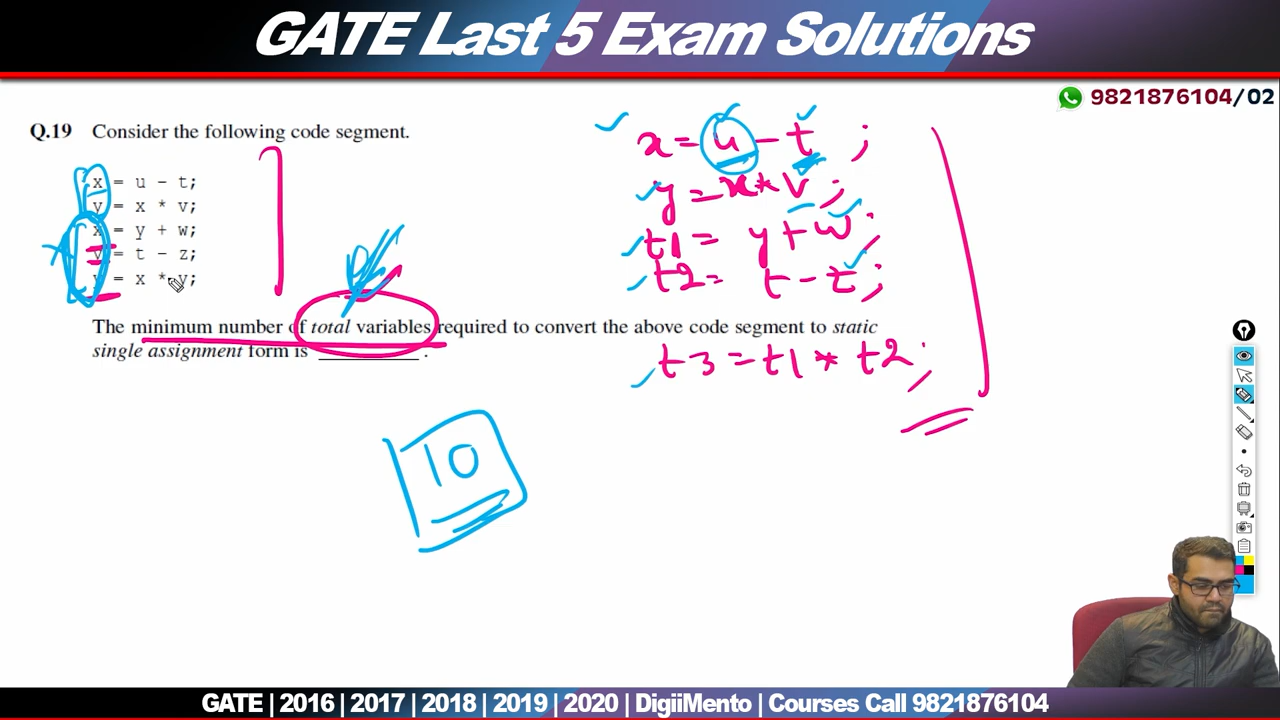 GATE Last 5 Exam Solutions
9821876104/02
Q.19 Consider the following code segment.
x = u - t;
y = x * v;
x = y + w;
y = t - z;
y = x * y;
The minimum number of total variables required to convert the above code segment to static
single assignment form is ________ .
x = u - t ;
y = x * v ;
t1 = y + w ;
t2 = t - t ;
t3 = t1 * t2 ;
10
GATE | 2016 | 2017 | 2018 | 2019 | 2020 | DigiiMento | Courses Call 9821876104